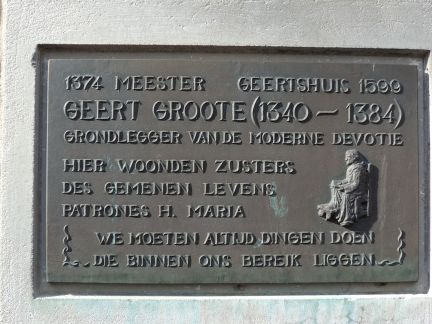 1374 MEESTER GEERTSHUIS 1599
GEERT GROOTE (1340 – 1384)
GRONDLEGGER VAN DE MODERNE DEVOTIE
HIER WOONDEN ZUSTERS
DES GEMENEN LEVENS
PATRONES H. MARIA
WE MOETEN ALTIJD DINGEN DOEN
DIE BINNEN ONS BEREIK LIGGEN